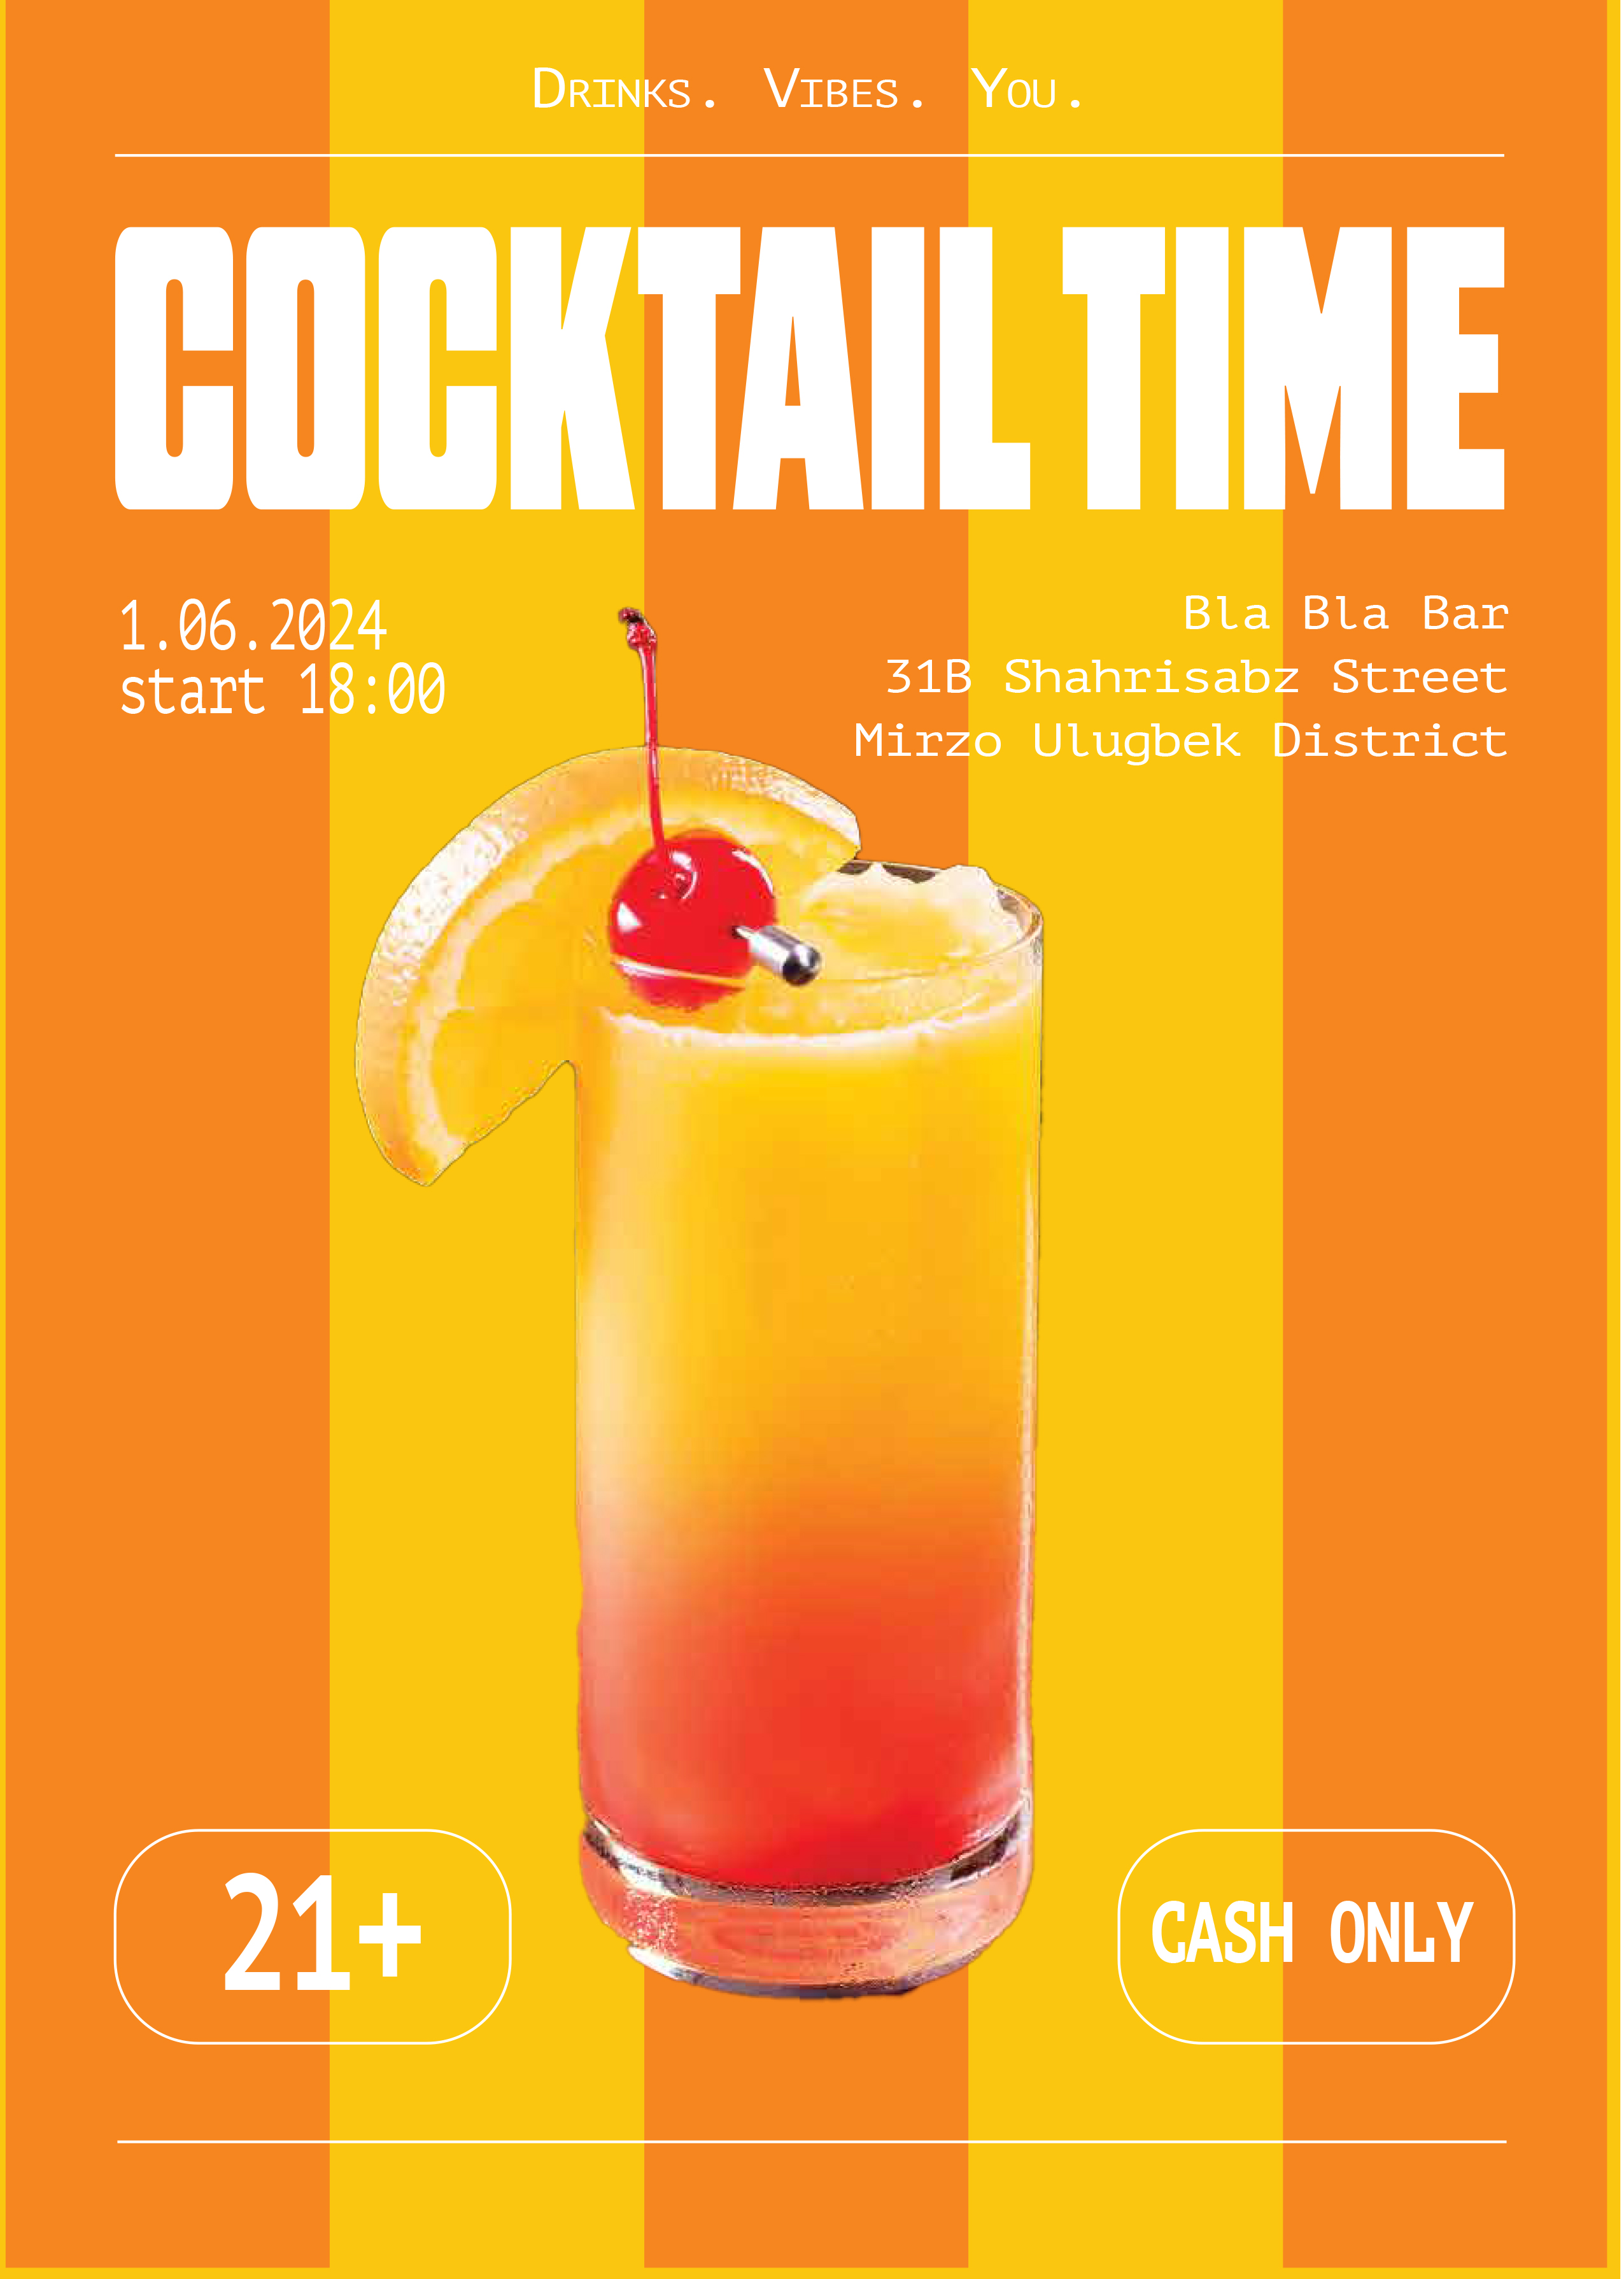 Drinks. Vibes. You.
COCKTAIL TIME
1.06.2024
start 18:00
Bla Bla Bar
31B Shahrisabz Street
Mirzo Ulugbek District
21+
CASH ONLY